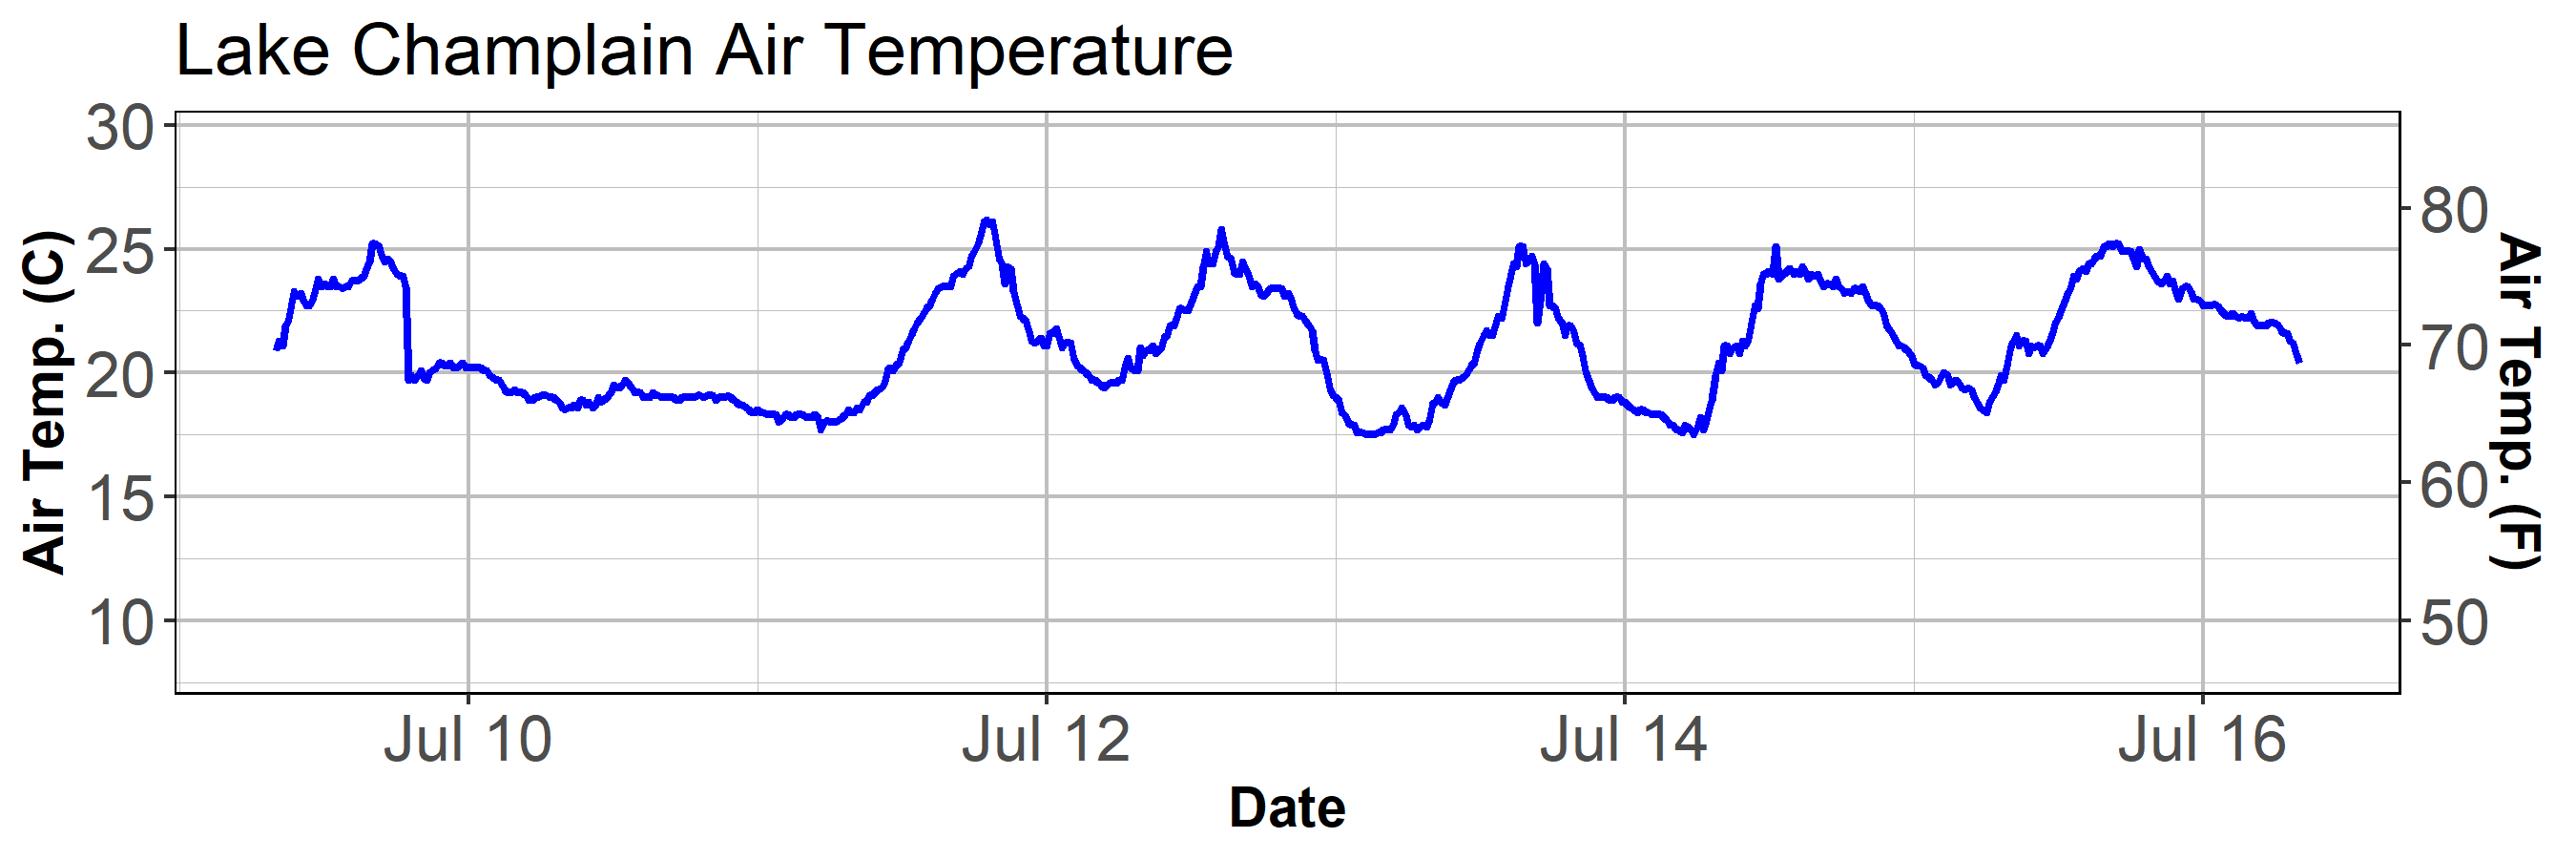 Lake Champlain Air Temperature
30
25
20
15
10
Air Temp. (C)
80
70
60
50
Air Temp. (F)
Jul 10
Jul 12
Jul 14
Jul 16
Date